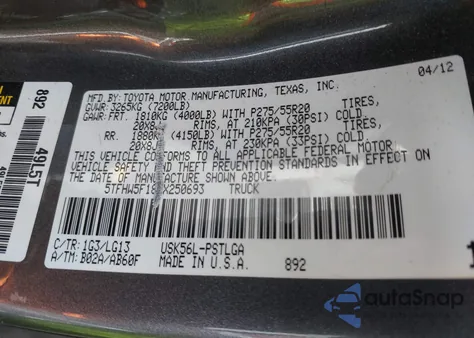 04/12
MFD. BY: TOYOTA MOTOR MANUFACTURING, TEXAS, INC.
GVWR: 3265KG (7200LB)
GAWR: FRT. 1810KG (4000LB) WITH P275/55R20 TIRES,
20X8 RIMS, AT 210KPA (30PSI) COLD.
RR. 1880KG (4150LB) WITH P275/55R20 TIRES,
20X8J RIMS, AT 230KPA (33PSI) COLD.
THIS VEHICLE CONFORMS TO ALL APPLICABLE FEDERAL MOTOR
VEHICLE SAFETY AND THEFT PREVENTION STANDARDS IN EFFECT ON
THE DATE OF MANUFACTURE SHOWN ABOVE.
TRUCK
C/TR: 1G3/LG13 USK56L-PSTLGA
A/TM: B02A/AB60F MADE IN U.S.A. 892
892
49L5T
AutoSnap